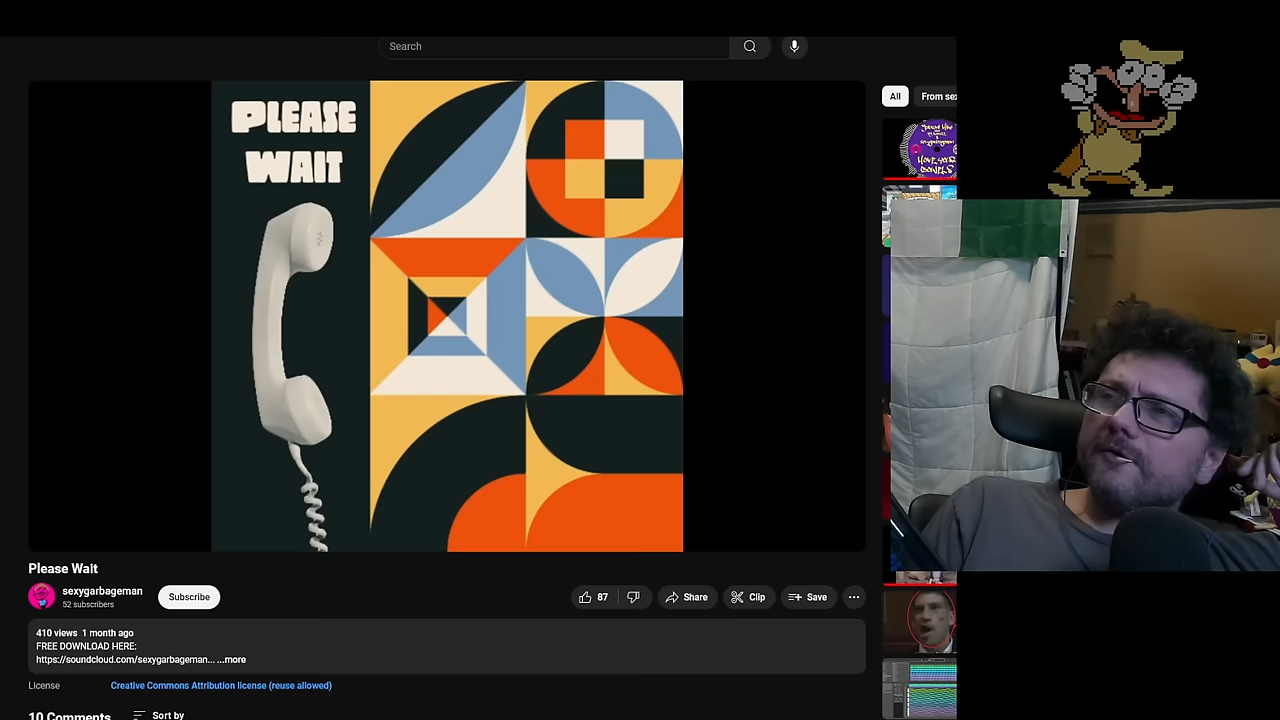 Search
PLEASE
WAIT
All
From se
Please Wait
sexygarbageman
52 subscribers
Subscribe
87
Share
Clip
Save
410 views 1 month ago
FREE DOWNLOAD HERE:
https://soundcloud.com/sexygarbageman... ...more
License
Creative Commons Attribution license (reuse allowed)
10 Comments
Sort by